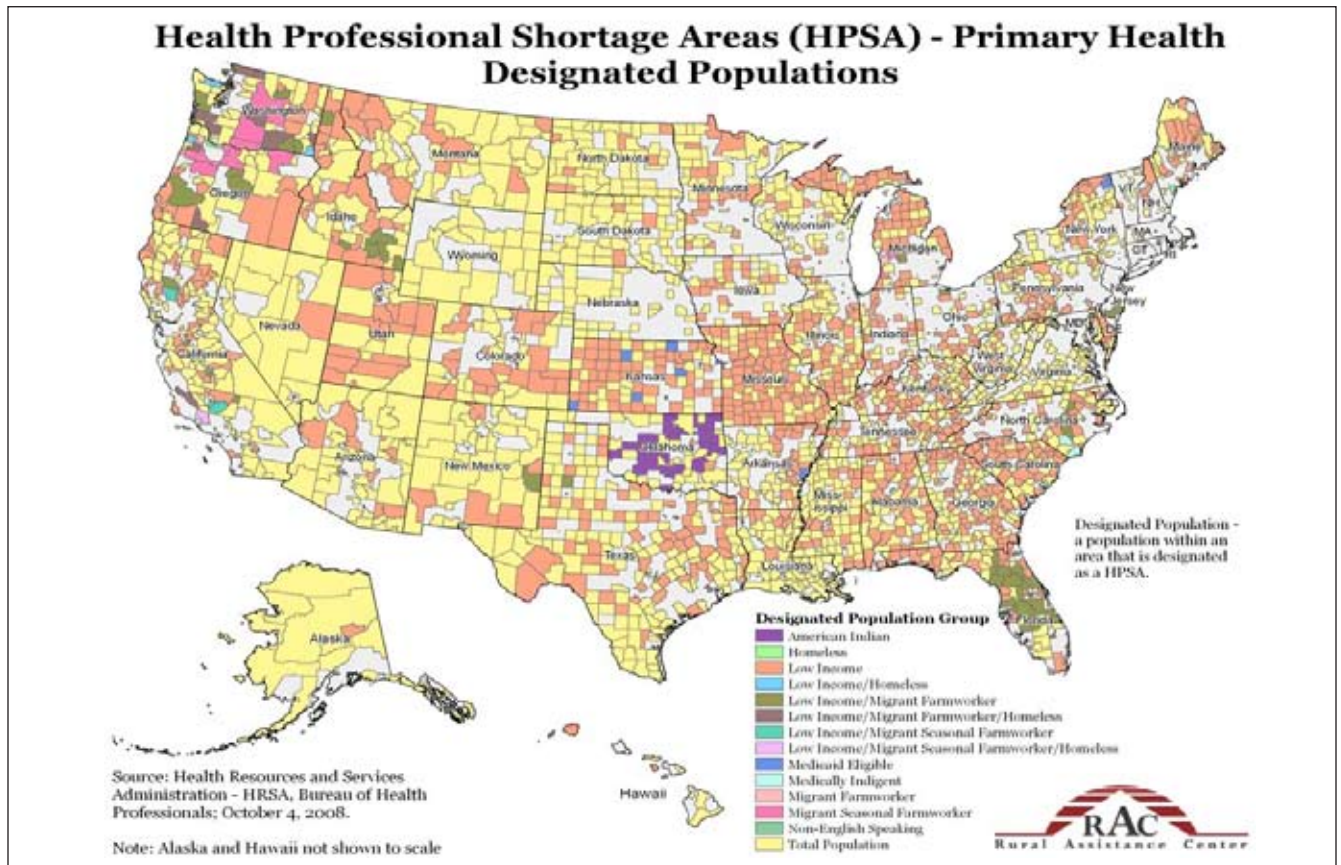 Health Professional Shortage Areas (HPSA) - Primary Health
Designated Populations
Washington
Oregon
Idaho
Montana
North Dakota
Minnesota
South Dakota
Wisconsin
Michigan
Wyoming
Nebraska
Iowa
Nevada
Utah
Colorado
Kansas
Missouri
Illinois
Indiana
Ohio
Pennsylvania
New York
Maine
VT
NH
MA
CT
RI
New
Jersey
MD
DE
West
Virginia
Virginia
Kentucky
California
Arizona
New Mexico
Oklahoma
Arkansas
Tennessee
North Carolina
South Carolina
Miss-
issippi
Alabama
Georgia
Texas
Louisiana
Florida
Alaska
Hawaii
Designated Population -
a population within an
area that is designated
as a HPSA.
Designated Population Group
American Indian
Homeless
Low Income
Low Income/Homeless
Low Income/Migrant Farmworker
Low Income/Migrant Farmworker/Homeless
Low Income/Migrant Seasonal Farmworker
Low Income/Migrant Seasonal Farmworker/Homeless
Medicaid Eligible
Medically Indigent
Migrant Farmworker
Migrant Seasonal Farmworker
Non-English Speaking
Total Population
Source: Health Resources and Services
Administration - HRSA, Bureau of Health
Professionals; October 4, 2008.
Note: Alaska and Hawaii not shown to scale
RAC
Rural Assistance Center